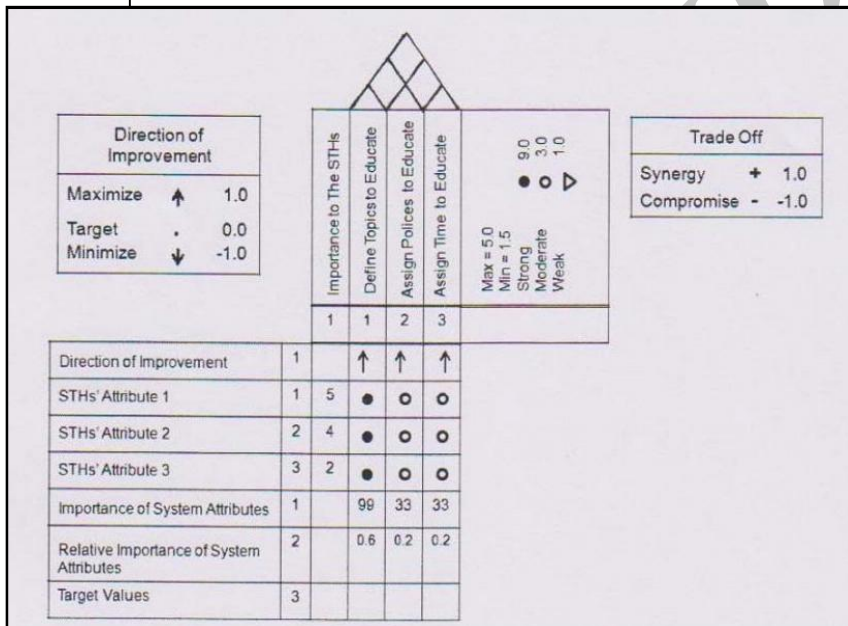 Direction of
Improvement
Maximize ↑ 1.0
Target . 0.0
Minimize ↓ -1.0
Importance to The STHs
Define Topics to Educate
Assign Polices to Educate
Assign Time to Educate
Max = 5.0
Min = 1.5
Strong ● 9.0
Moderate O 3.0
Weak ▽ 1.0
Trade Off
Synergy + 1.0
Compromise - -1.0
1 1 2 3
Direction of Improvement 1 ↑ ↑ ↑
STHs' Attribute 1 1 5 ● O O
STHs' Attribute 2 2 4 ● O O
STHs' Attribute 3 3 2 ● O O
Importance of System Attributes 1 99 33 33
Relative Importance of System 2 0.6 0.2 0.2
Attributes
Target Values 3